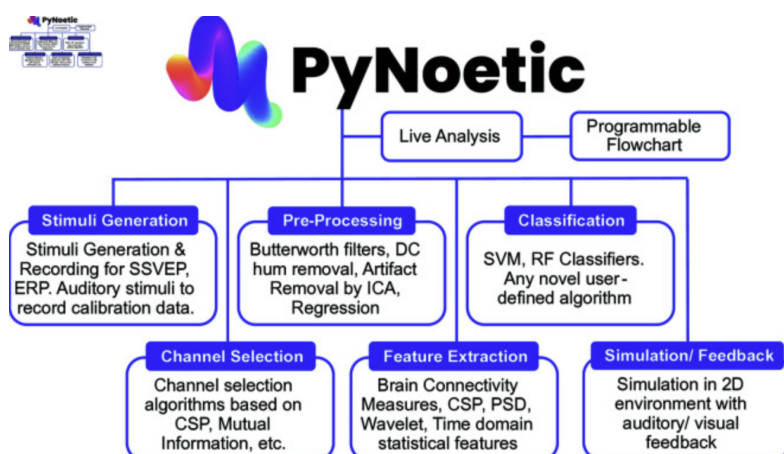 PyNoetic
PyNoetic
Live Analysis
Programmable
Flowchart
Stimuli Generation
Stimuli Generation &
Recording for SSVEP,
ERP. Auditory stimuli to
record calibration data.
Pre-Processing
Butterworth filters, DC
hum removal, Artifact
Removal by ICA,
Regression
Classification
SVM, RF Classifiers.
Any novel user-
defined algorithm
Channel Selection
Channel selection
algorithms based on
CSP, Mutual
Information, etc.
Feature Extraction
Brain Connectivity
Measures, CSP, PSD,
Wavelet, Time domain
statistical features
Simulation/ Feedback
Simulation in 2D
environment with
auditory/ visual
feedback